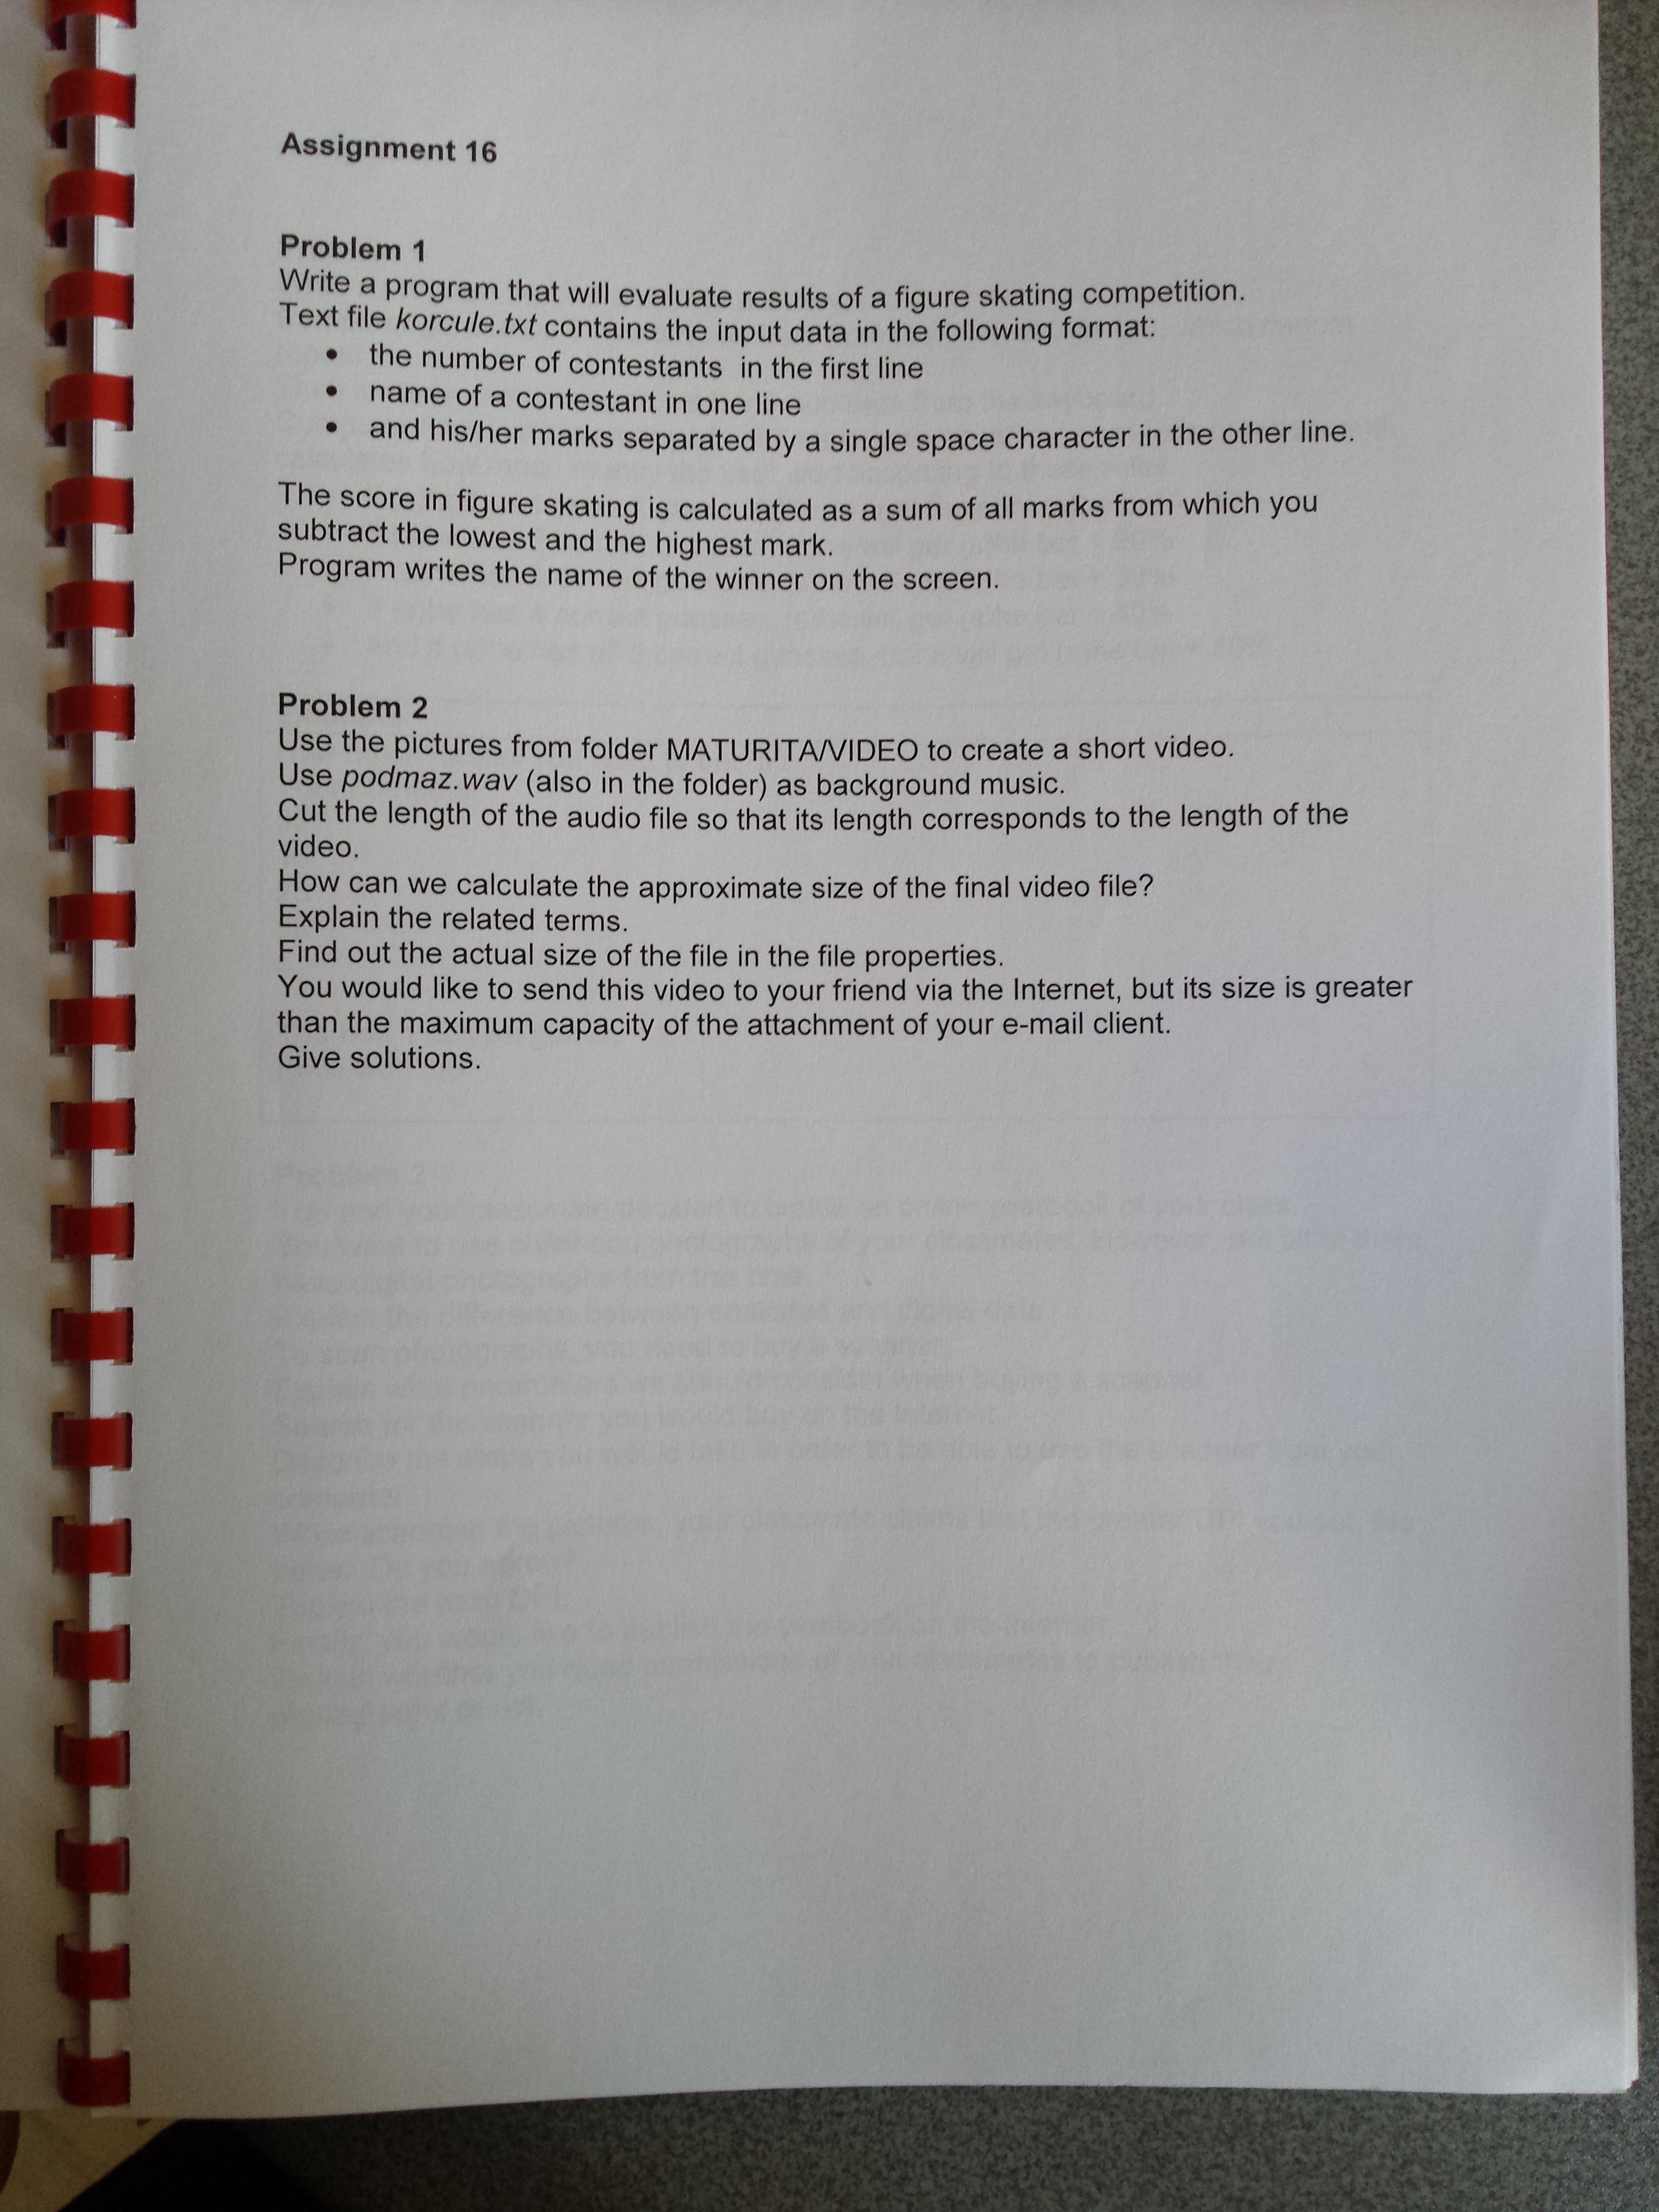 Assignment 16
Problem 1
Write a program that will evaluate results of a figure skating competition.
Text file korcule.txt contains the input data in the following format:
• the number of contestants in the first line
• name of a contestant in one line
• and his/her marks separated by a single space character in the other line.
The score in figure skating is calculated as a sum of all marks from which you
subtract the lowest and the highest mark.
Program writes the name of the winner on the screen.
Problem 2
Use the pictures from folder MATURITA/VIDEO to create a short video.
Use podmaz.wav (also in the folder) as background music.
Cut the length of the audio file so that its length corresponds to the length of the
video.
How can we calculate the approximate size of the final video file?
Explain the related terms.
Find out the actual size of the file in the file properties.
You would like to send this video to your friend via the Internet, but its size is greater
than the maximum capacity of the attachment of your e-mail client.
Give solutions.